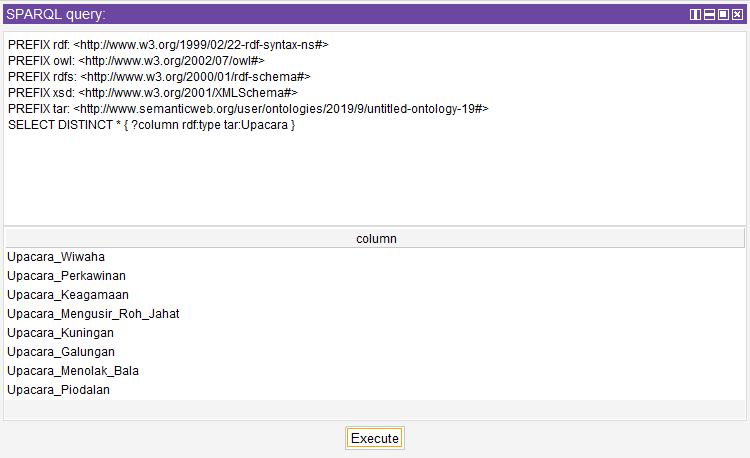 SPARQL query:
PREFIX rdf: <http://www.w3.org/1999/02/22-rdf-syntax-ns#>
PREFIX owl: <http://www.w3.org/2002/07/owl#>
PREFIX rdfs: <http://www.w3.org/2000/01/rdf-schema#>
PREFIX xsd: <http://www.w3.org/2001/XMLSchema#>
PREFIX tar: <http://www.semanticweb.org/user/ontologies/2019/9/untitled-ontology-19#>
SELECT DISTINCT * { ?column rdf:type tar:Upacara }
column
Upacara_Wiwaha
Upacara_Perkawinan
Upacara_Keagamaan
Upacara_Mengusir_Roh_Jahat
Upacara_Kuningan
Upacara_Galungan
Upacara_Menolak_Bala
Upacara_Piodalan
Execute